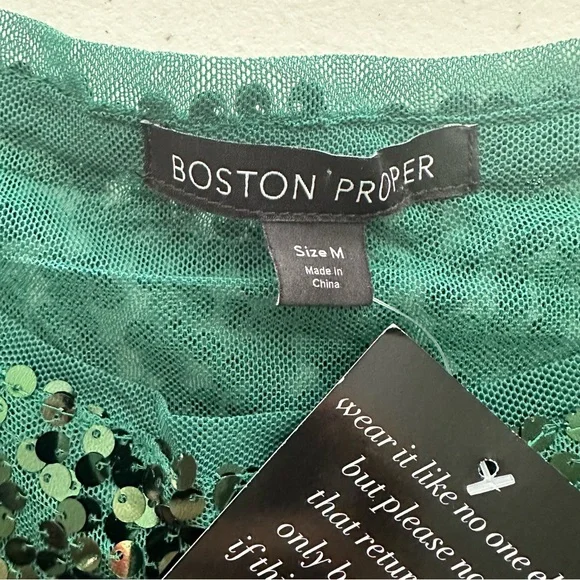 BOSTON PROPER
Size M
Made in
China
wear it like no one
but please
that
only
if